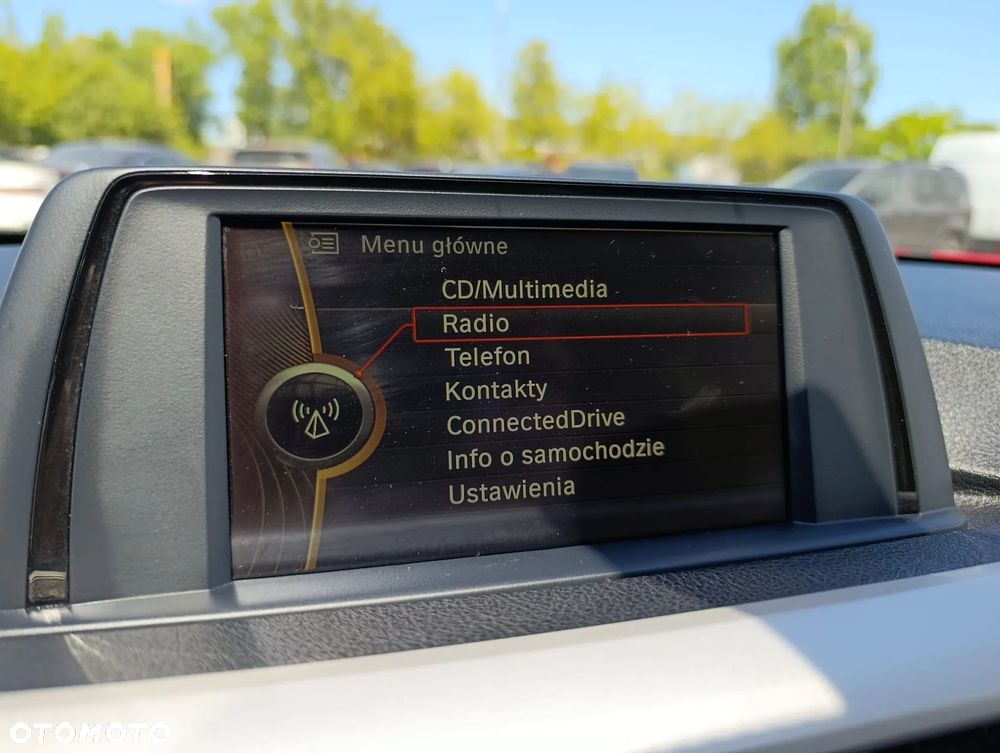 Menu główne
CD/Multimedia
Radio
Telefon
Kontakty
ConnectedDrive
Info o samochodzie
Ustawienia
OTOMOTO